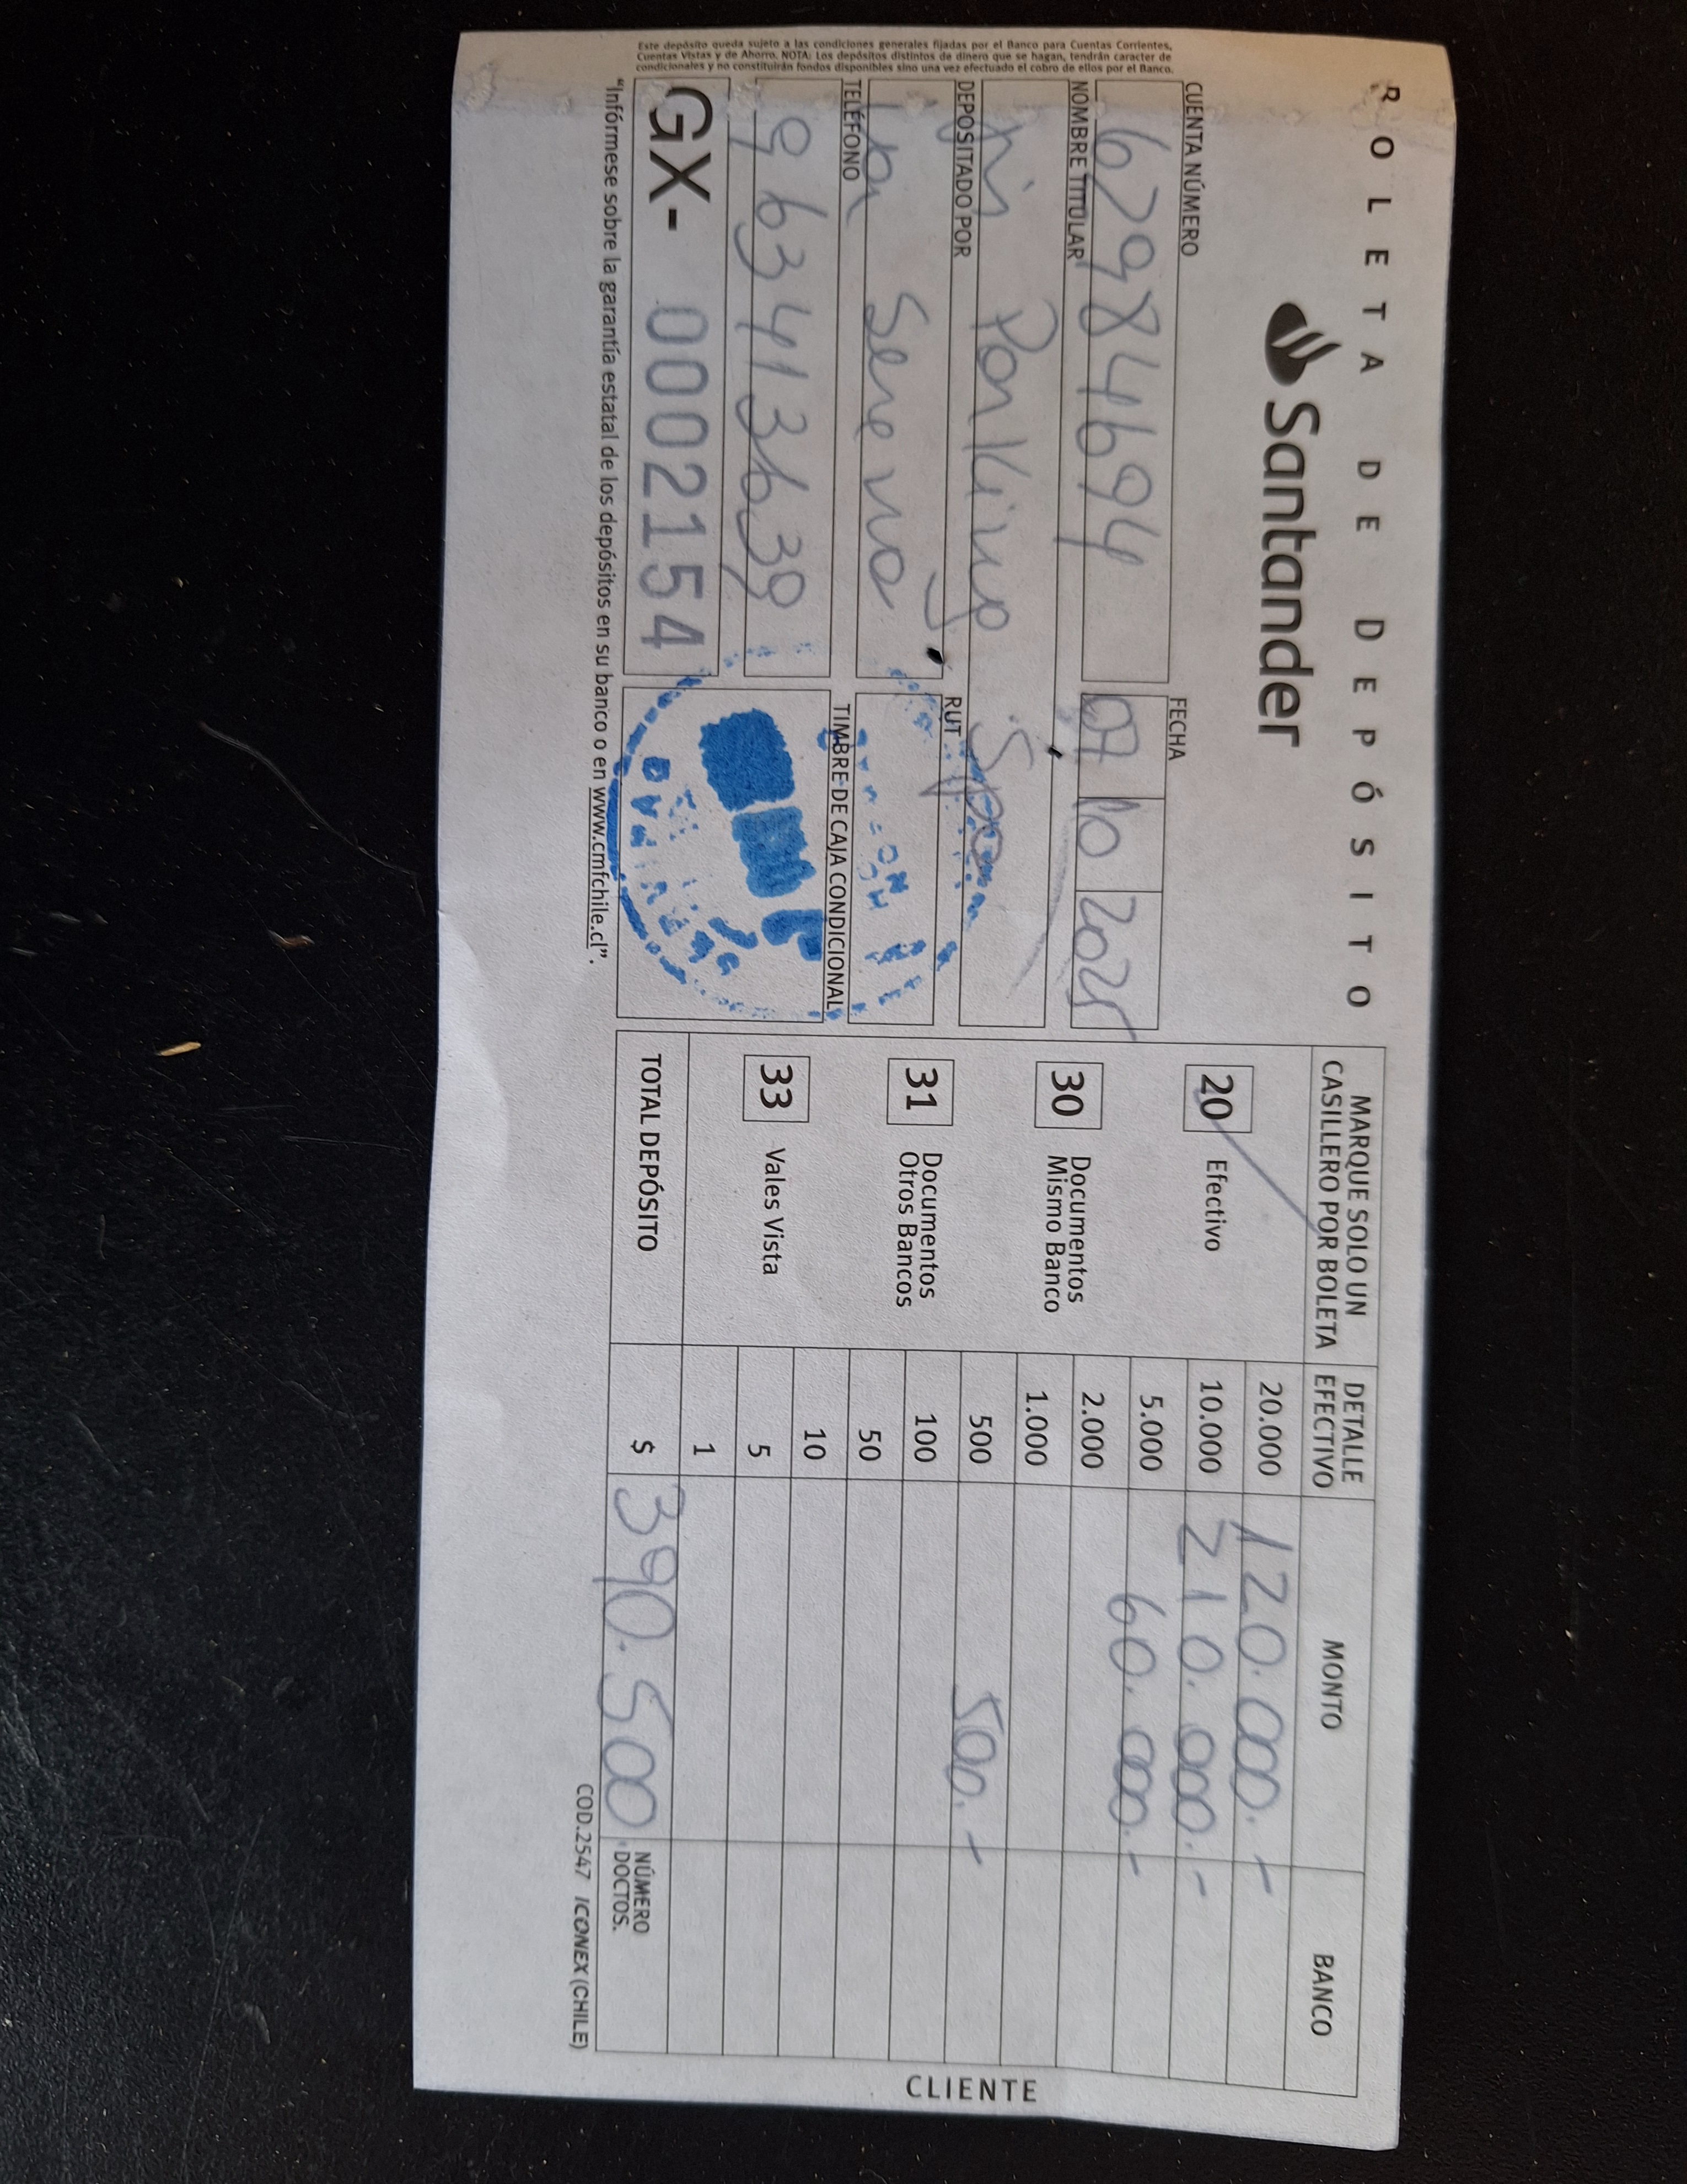 BOLETA DE DEPÓSITO
Santander
CUENTA NÚMERO
FECHA
6298464694
07 10 2025
NOMBRE TITULAR
Parking Spa
DEPOSITADO POR
RUT
La Serena
TELÉFONO
963413639
TIMBRE DE CAJA CONDICIONAL
GX- 0002154
"Infórmese sobre la garantía estatal de los depósitos en su banco o en www.cmfchile.cl".
Este depósito queda sujeto a las condiciones generales fijadas por el Banco para Cuentas Corrientes,
Cuentas Vistas y de Ahorro. NOTA: Los depósitos distintos de dinero que se hagan, tendrán caracter de
condicionales y no constituirán fondos disponibles sino una vez efectuado el cobro de ellos por el Banco.
MARQUE SOLO UN
CASILLERO POR BOLETA
DETALLE
EFECTIVO
MONTO
BANCO
20 Efectivo
30 Documentos
Mismo Banco
31 Documentos
Otros Bancos
33 Vales Vista
20.000 120.000.-
10.000 210.000.-
5.000 60.000.-
2.000
1.000
500 500.-
100
50
10
5
1
TOTAL DEPÓSITO $ 390.500
NÚMERO
DOCTOS.
COD.2547 ICONEX (CHILE)
CLIENTE